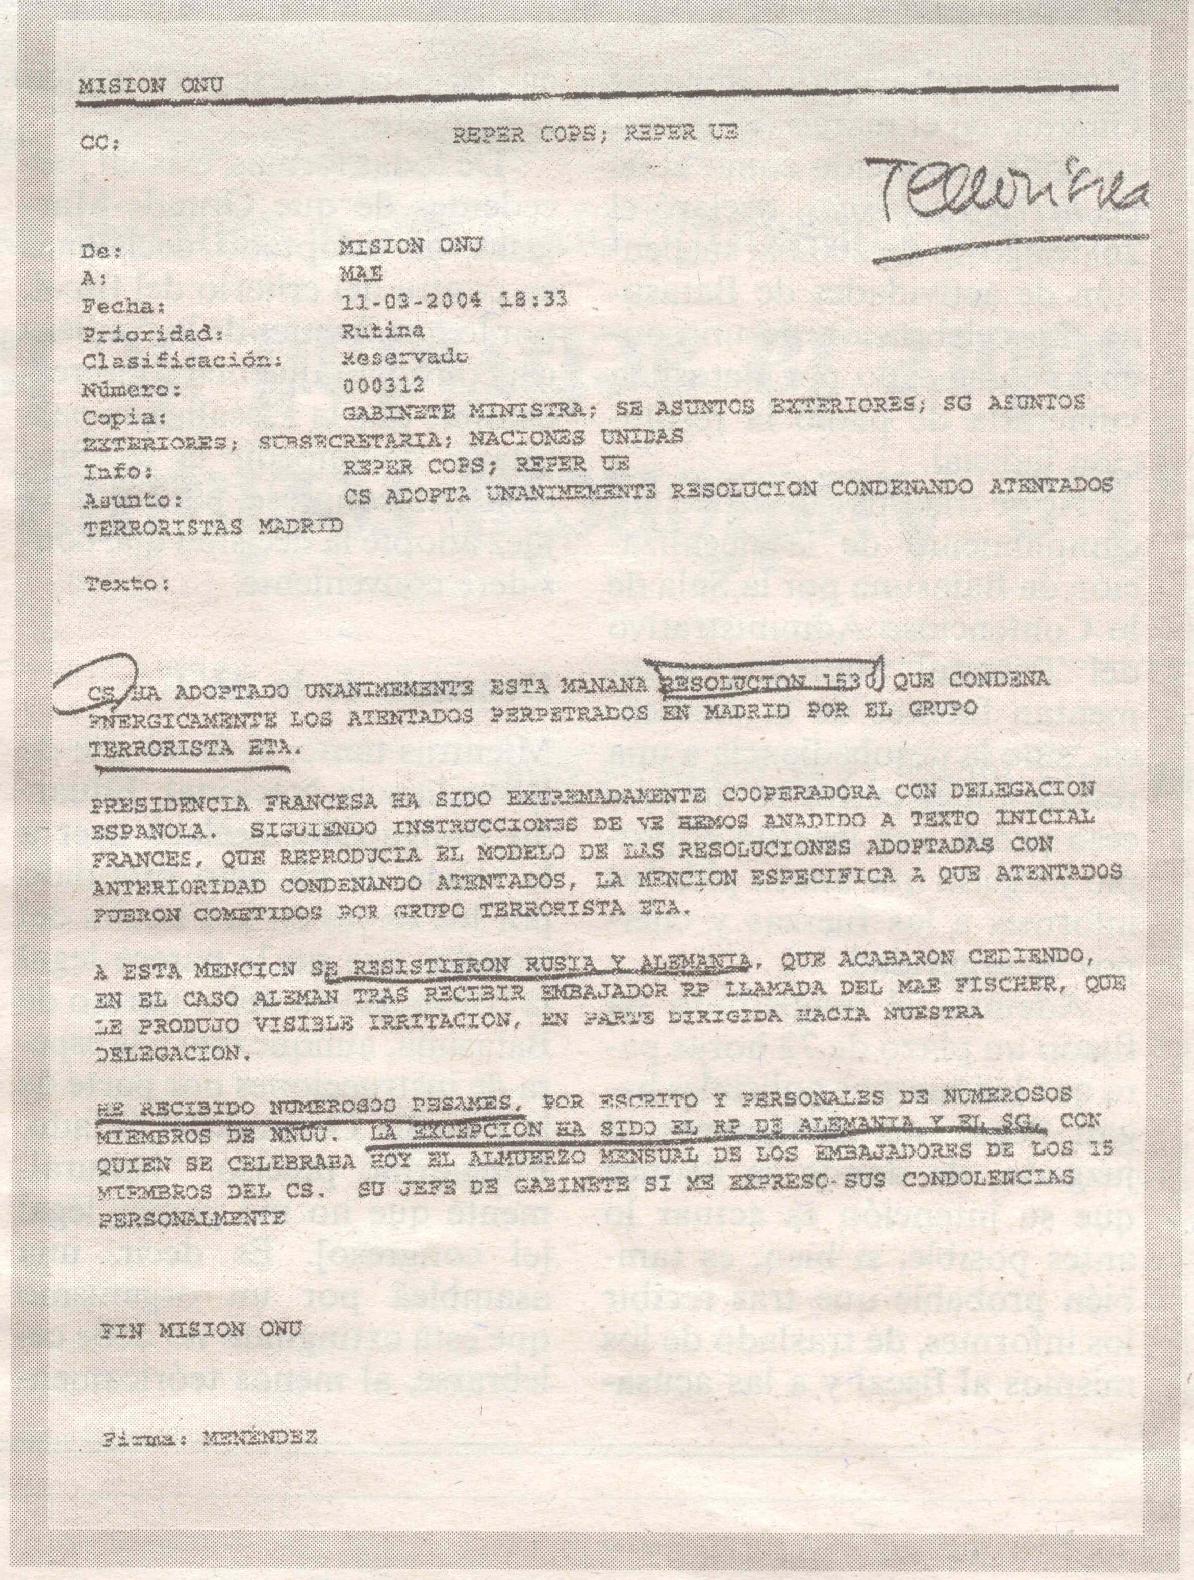 MISION ONU
CC: REPER COPS; REPER UE
Terrorista
De: MISION ONU
A: MAE
Fecha: 11-03-2004 18:33
Prioridad: Rutina
Clasificación: Reservado
Número: 000312
Copia: GABINETE MINISTRA; SE ASUNTOS EXTERIORES; SG ASUNTOS
EXTERIORES; SUBSECRETARIA; NACIONES UNIDAS
Info: REPER COPS; REPER UE
Asunto: CS ADOPTA UNANIMEMENTE RESOLUCION CONDENANDO ATENTADOS
TERRORISTAS MADRID
Texto:
CS HA ADOPTADO UNANIMEMENTE ESTA MANANA RESOLUCION 1530 QUE CONDENA
ENERGICAMENTE LOS ATENTADOS PERPETRADOS EN MADRID POR EL GRUPO
TERRORISTA ETA.
PRESIDENCIA FRANCESA HA SIDO EXTREMADAMENTE COOPERADORA CON DELEGACION
ESPANOLA. SIGUIENDO INSTRUCCIONES DE VE HEMOS ANADIDO A TEXTO INICIAL
FRANCES, QUE REPRODUCIA EL MODELO DE LAS RESOLUCIONES ADOPTADAS CON
ANTERIORIDAD CONDENANDO ATENTADOS, LA MENCION ESPECIFICA A QUE ATENTADOS
FUERON COMETIDOS POR GRUPO TERRORISTA ETA.
A ESTA MENCION SE RESISTIERON RUSIA Y ALEMANIA, QUE ACABARON CEDIENDO,
EN EL CASO ALEMAN TRAS RECIBIR EMBAJADOR RP LLAMADA DEL MAE FISCHER, QUE
LE PRODUJO VISIBLE IRRITACION, EN PARTE DIRIGIDA HACIA NUESTRA
DELEGACION.
HE RECIBIDO NUMEROSOS PESAMES, POR ESCRITO Y PERSONALES DE NUMEROSOS
MIEMBROS DE NNUU. LA EXCEPCIÓN HA SIDO EL RP DE ALEMANIA Y EL SG, CON
QUIEN SE CELEBRABA HOY EL ALMUERZO MENSUAL DE LOS EMBAJADORES DE LOS 15
MIEMBROS DEL CS. SU JEFE DE GABINETE SI ME EXPRESO SUS CONDOLENCIAS
PERSONALMENTE
FIN MISION ONU
Firma: MENÉNDEZ